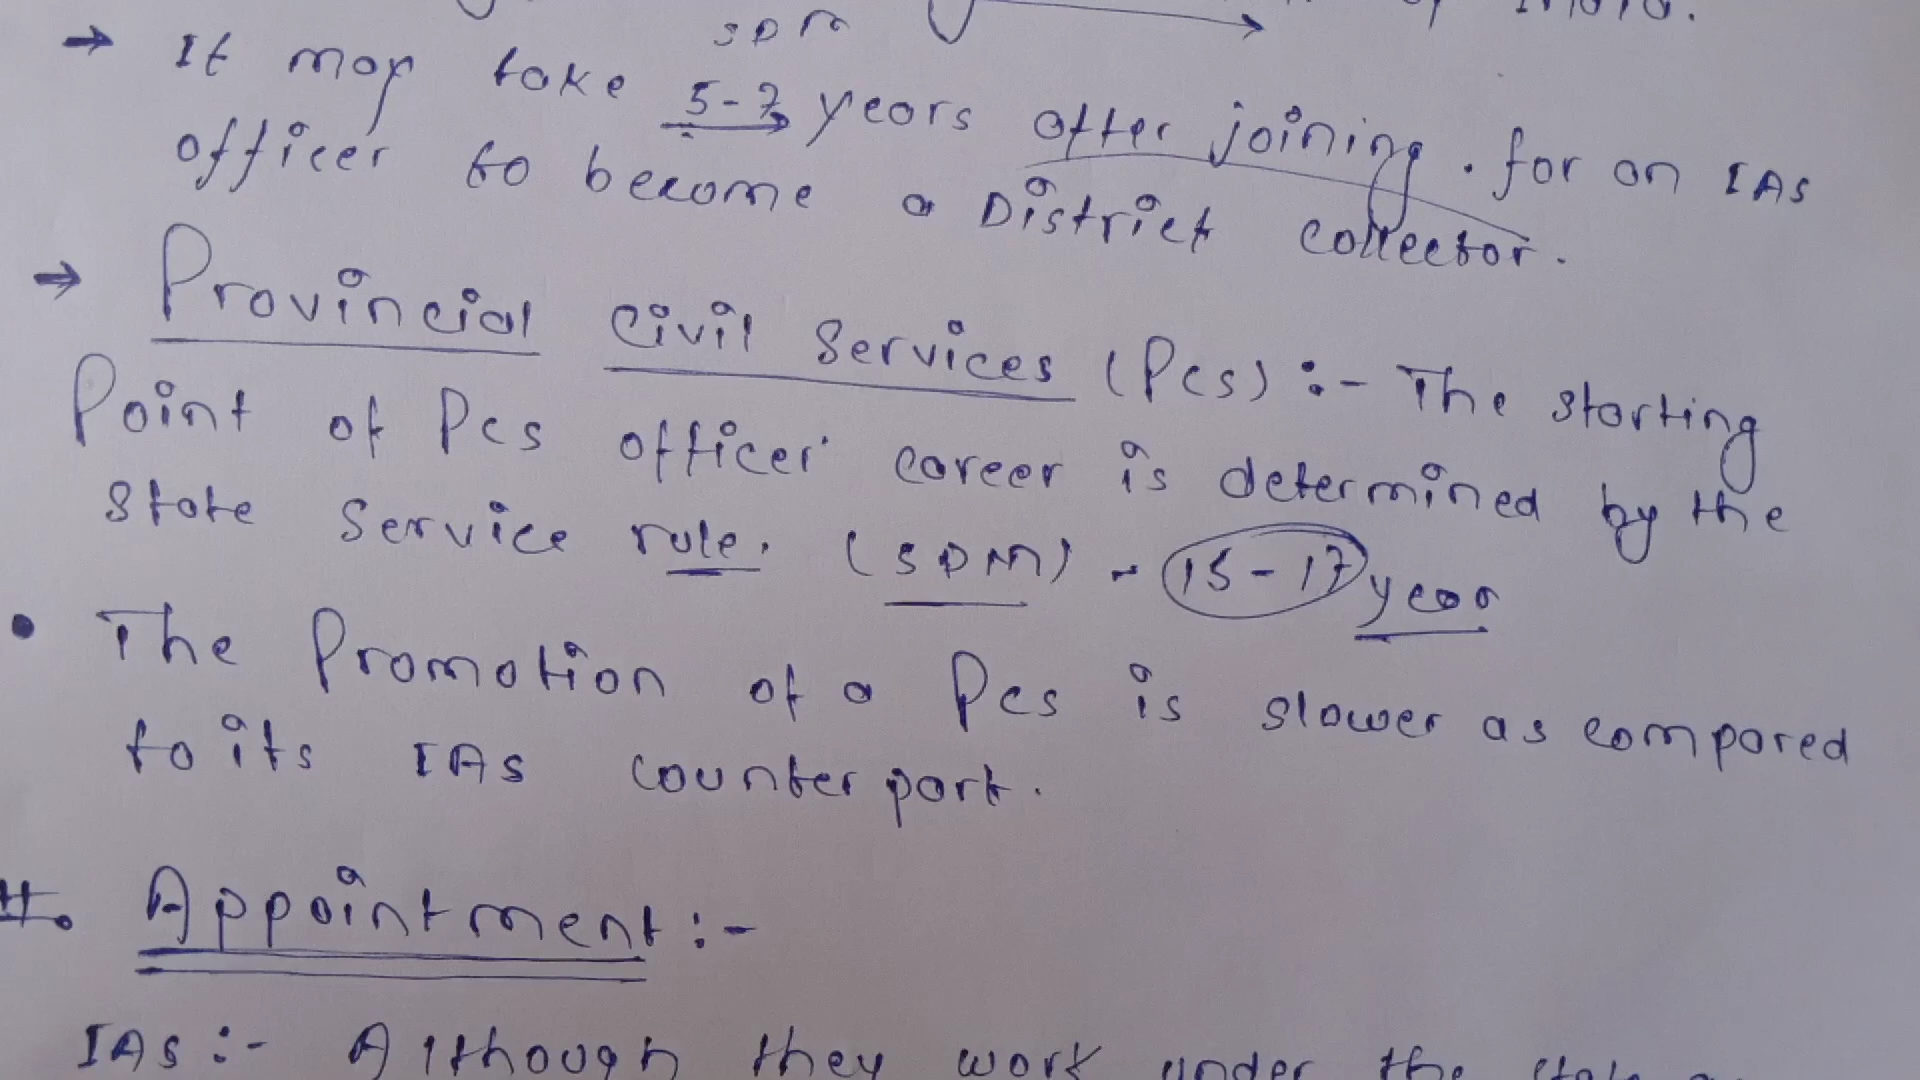 SDM
→ It may take 5-7 years after joining. for an IAS
officer to become a District collector.
→ Provincial Civil Services (Pcs) :- The starting
Point of Pcs officer career is determined by the
State Service rule. (SDM) - 15-17 year
• The Promotion of a Pcs is slower as compared
to its IAS counterpart.
#. Appointment :-
IAS :- Although they work under the state